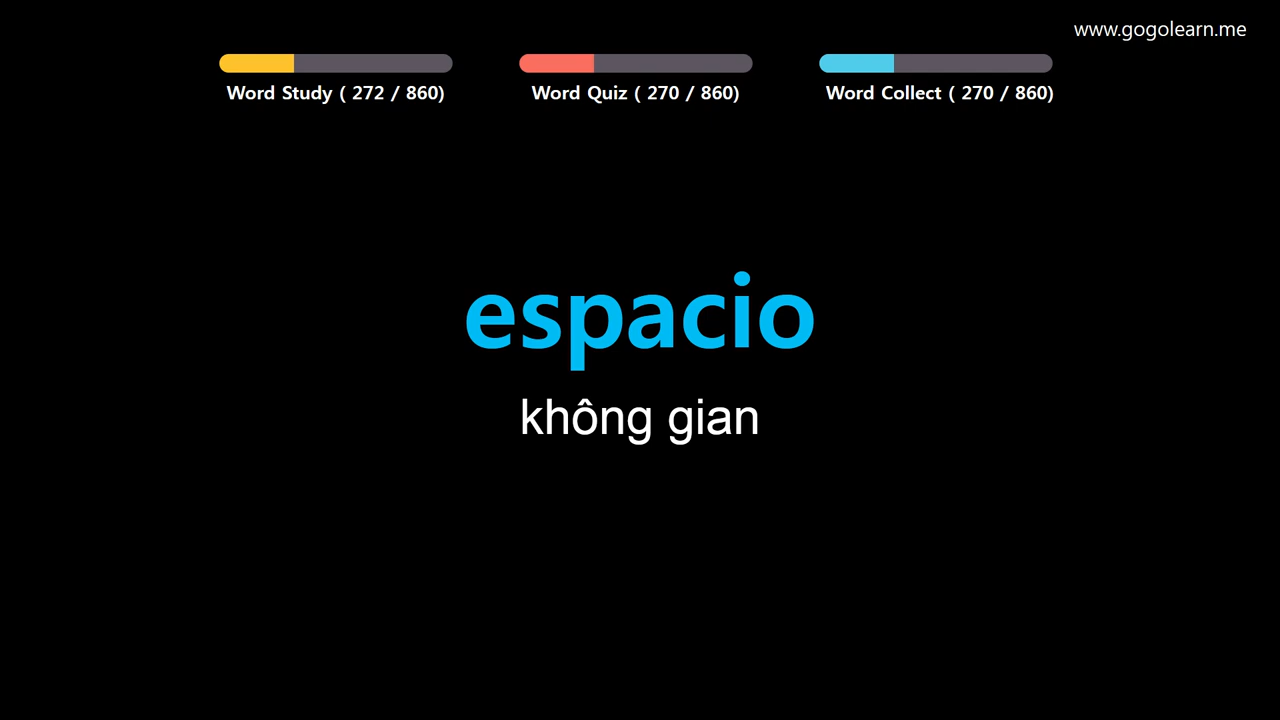 www.gogolearn.me
Word Study ( 272 / 860)
Word Quiz ( 270 / 860)
Word Collect ( 270 / 860)
espacio
không gian